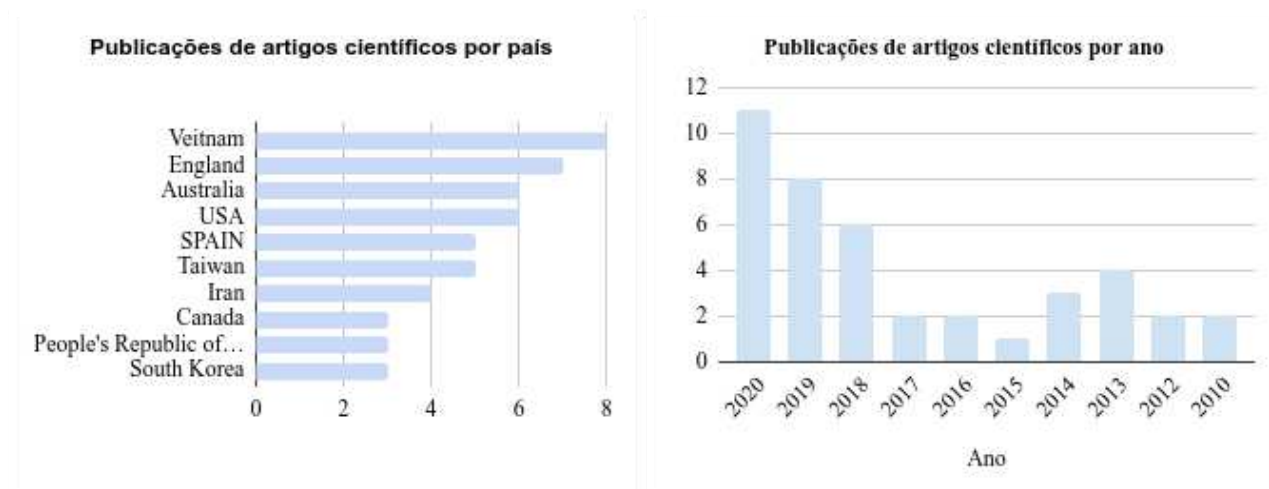 Publicações de artigos científicos por país
Veitnam
England
Australia
USA
SPAIN
Taiwan
Iran
Canada
People's Republic of…
South Korea
0 2 4 6 8
Publicações de artigos científicos por ano
12
10
8
6
4
2
0
2020 2019 2018 2017 2016 2015 2014 2013 2012 2010
Ano